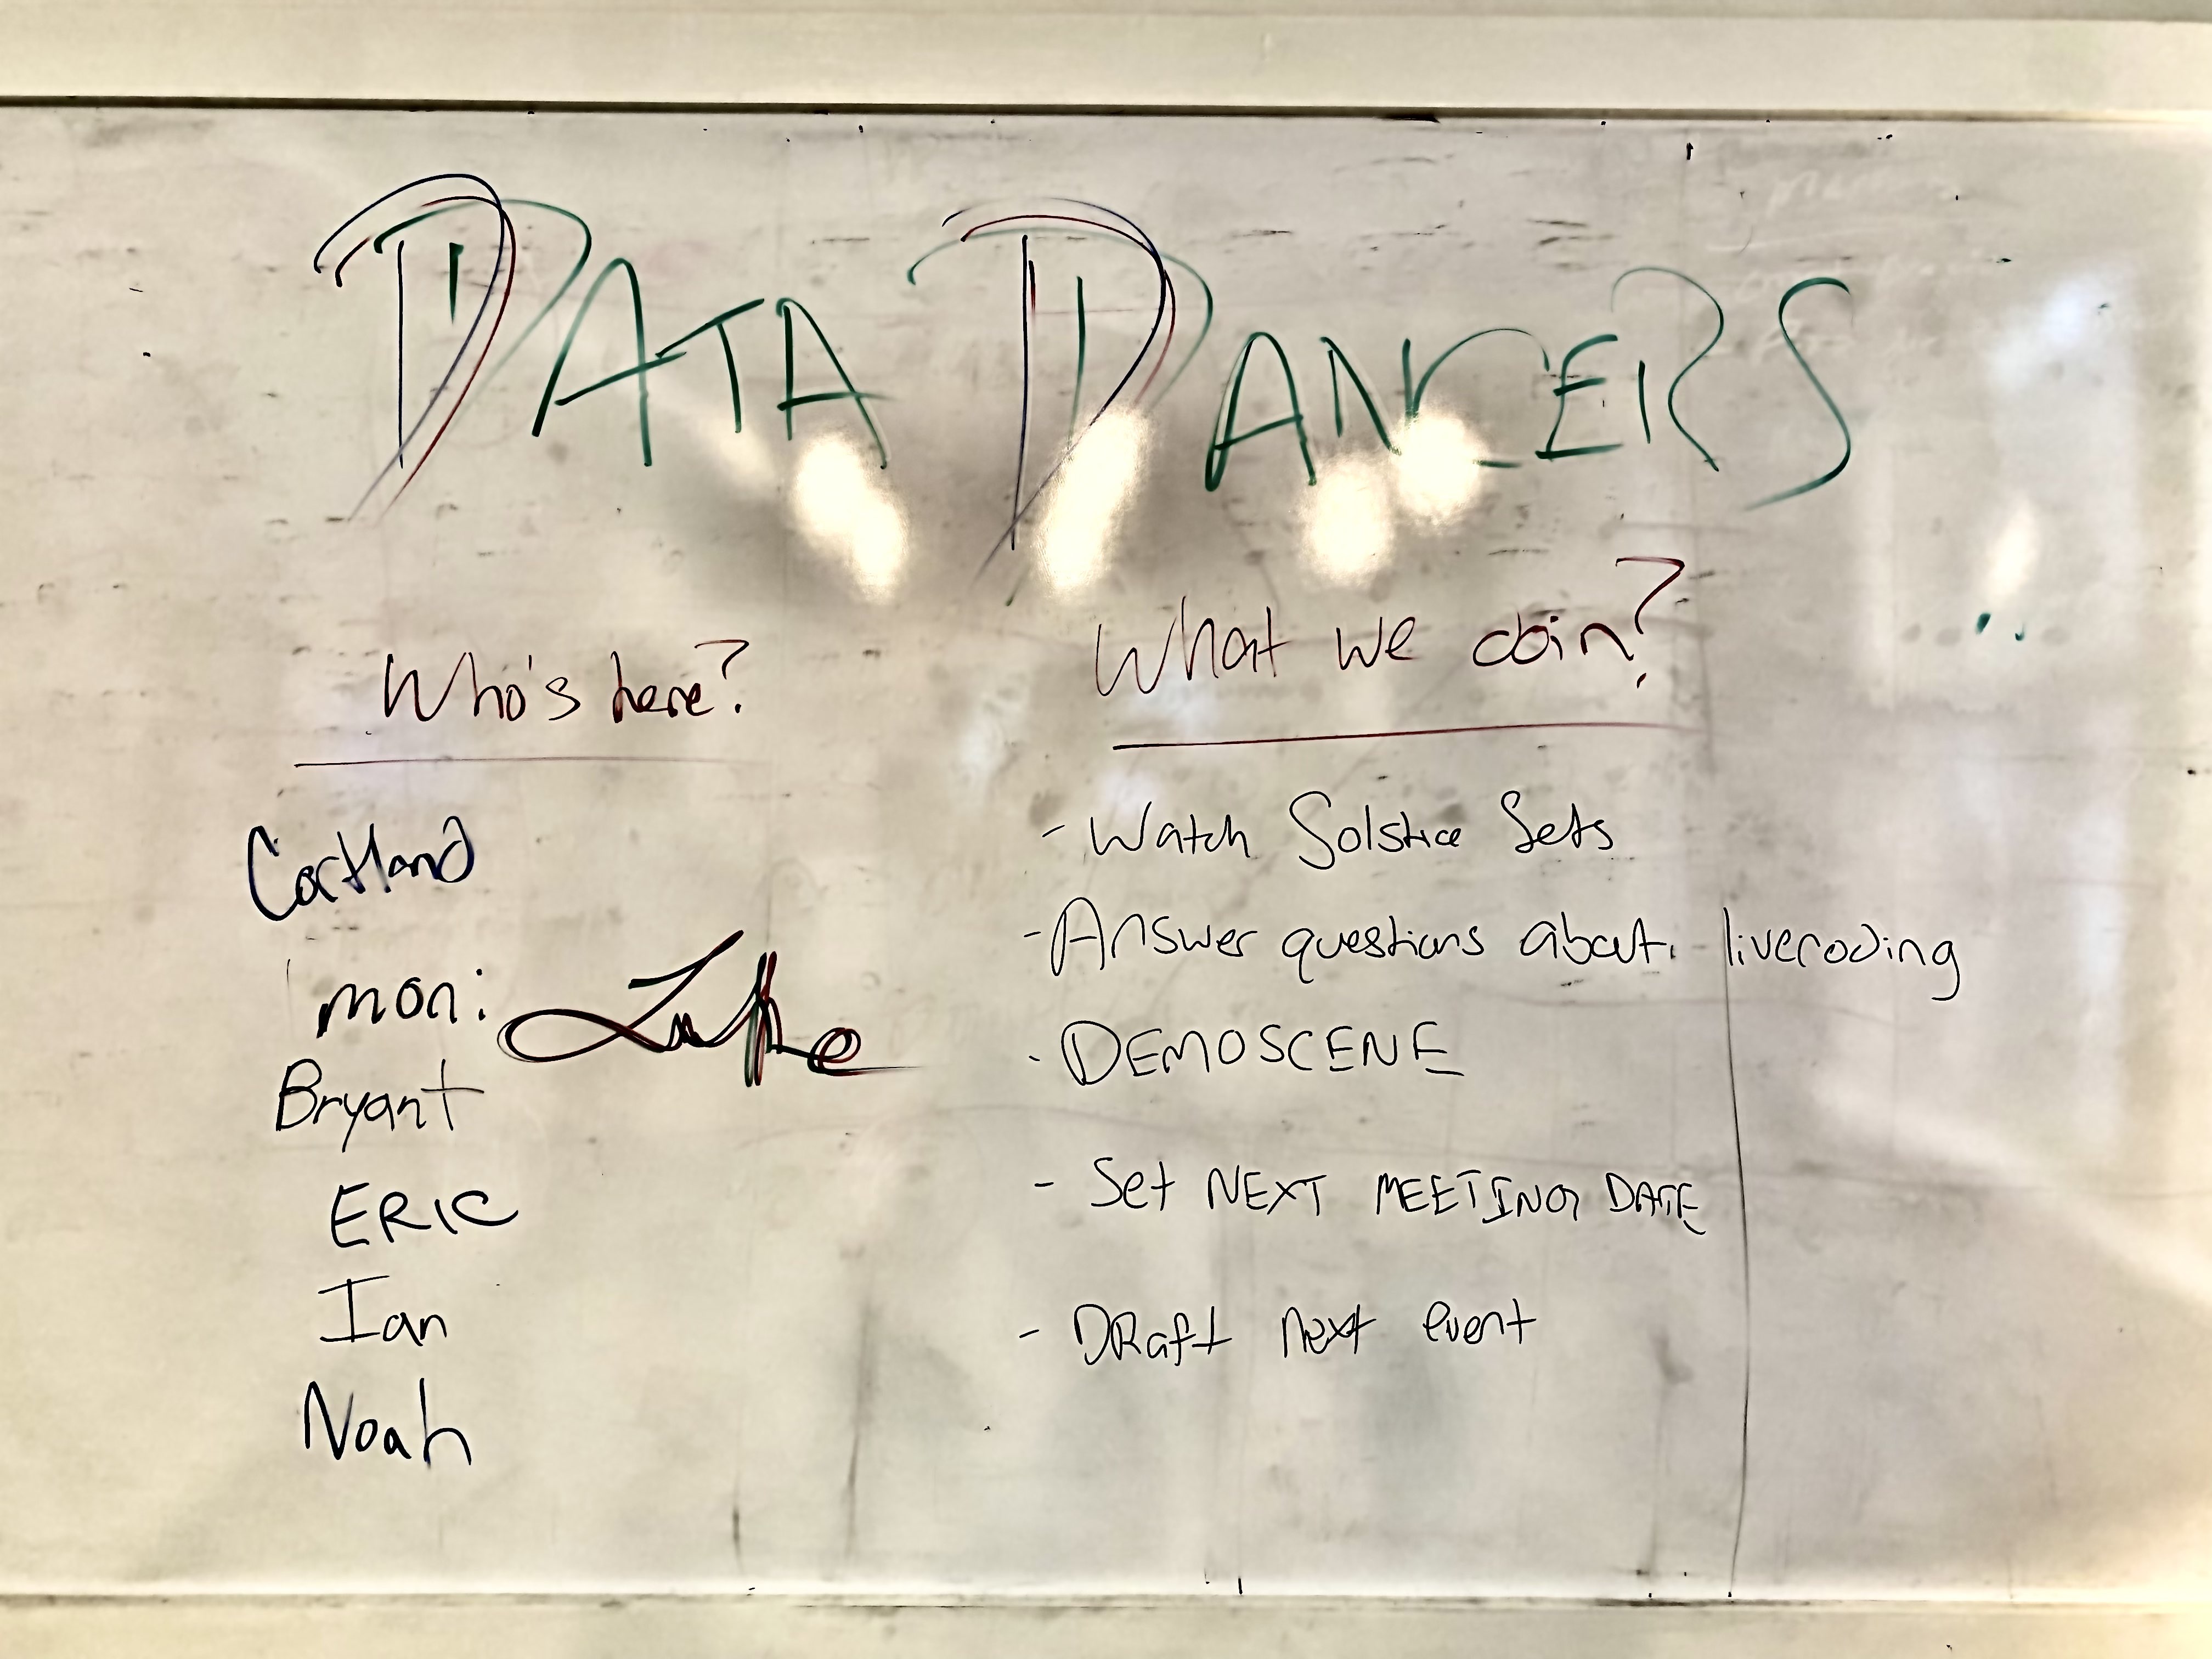 DATA DANCERS
Who's here?
Cortland
moni
Luke
Bryant
ERIC
Ian
Noah
What we doin?
- Watch Solstice Sets
- Answer questions about livecoding
- DEMOSCENE
- Set NEXT MEETING DATE
- DRaft next event